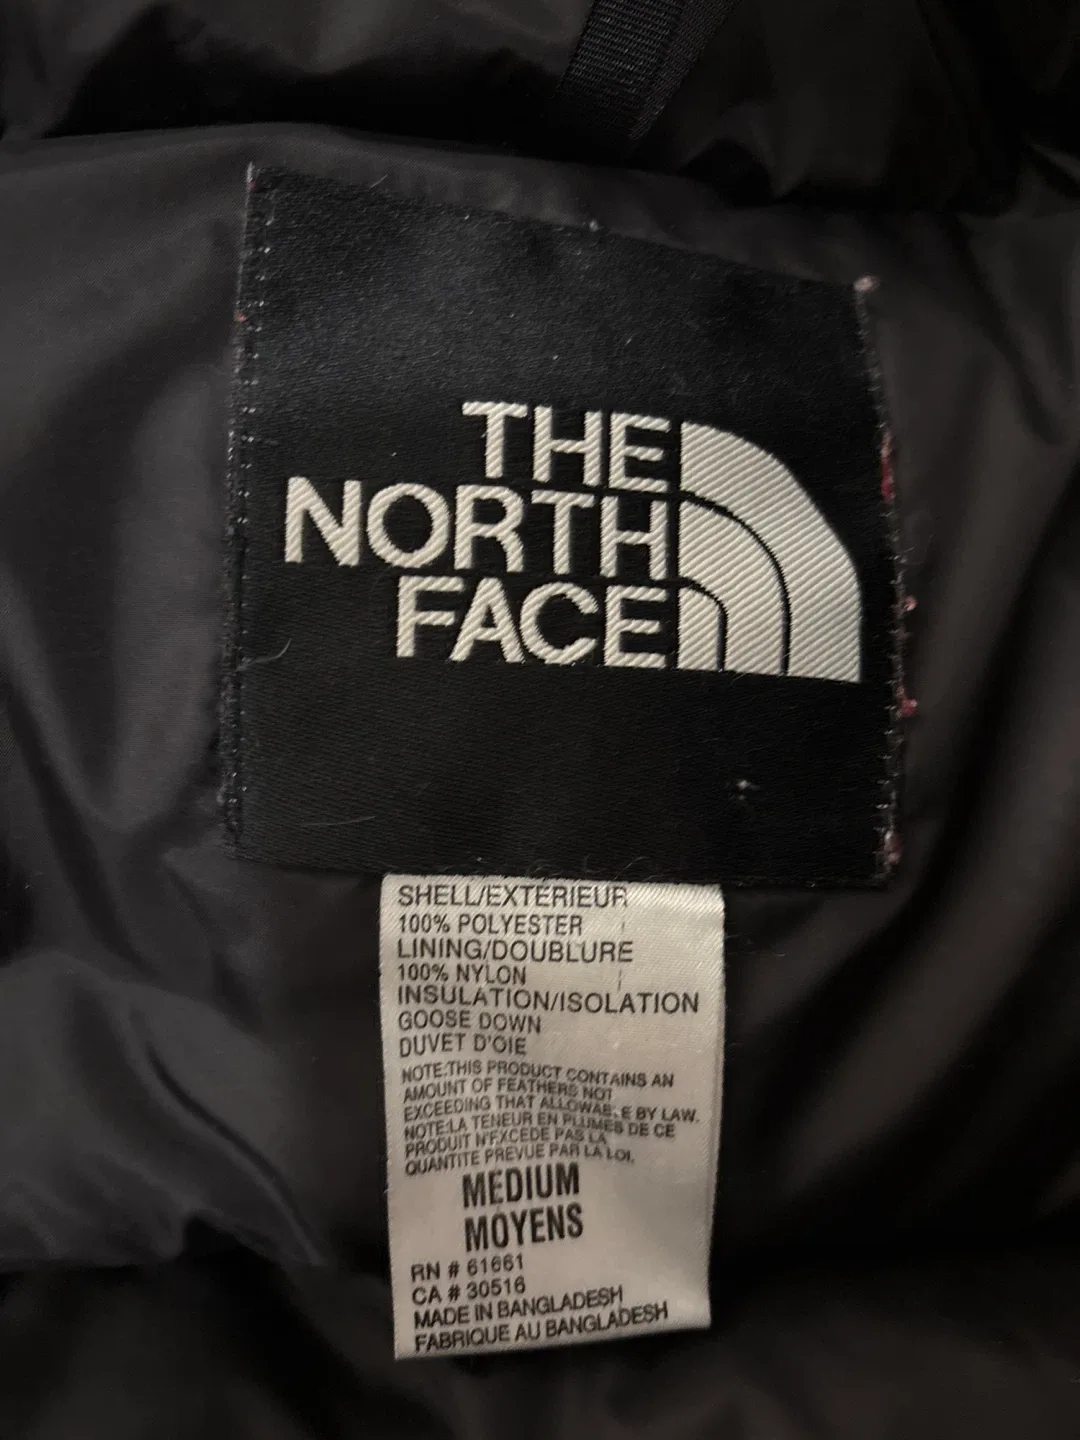 THE
NORTH
FACE
SHELL/EXTÉRIEUR
100% POLYESTER
LINING/DOUBLURE
100% NYLON
INSULATION/ISOLATION
GOOSE DOWN
DUVET D'OIE
NOTE:THIS PRODUCT CONTAINS AN
AMOUNT OF FEATHERS NOT
EXCEEDING THAT ALLOWABLE BY LAW.
NOTE:LA TENEUR EN PLUMES DE CE
PRODUIT N'EXCEDE PAS LA
QUANTITE PREVUE PAR LA LOI.
MEDIUM
MOYENS
RN # 61661
CA # 30516
MADE IN BANGLADESH
FABRIQUE AU BANGLADESH